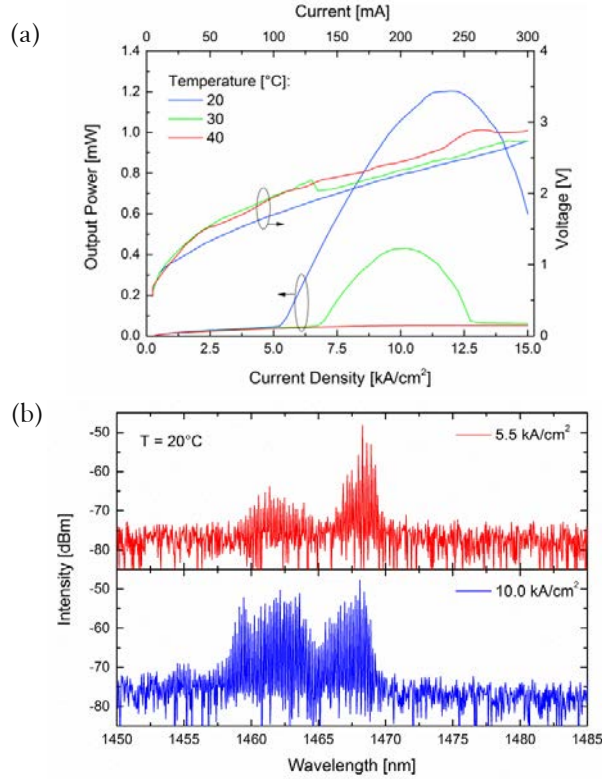 (a)
Current [mA]
0 50 100 150 200 250 300
Temperature [°C]:
20
30
40
Output Power [mW]
1.4
1.2
1.0
0.8
0.6
0.4
0.2
0.0
Voltage [V]
4
3
2
1
0
0.0 2.5 5.0 7.5 10.0 12.5 15.0
Current Density [kA/cm²]
(b)
T = 20°C
5.5 kA/cm²
-50
-60
-70
-80
10.0 kA/cm²
-50
-60
-70
-80
Intensity [dBm]
1450 1455 1460 1465 1470 1475 1480 1485
Wavelength [nm]